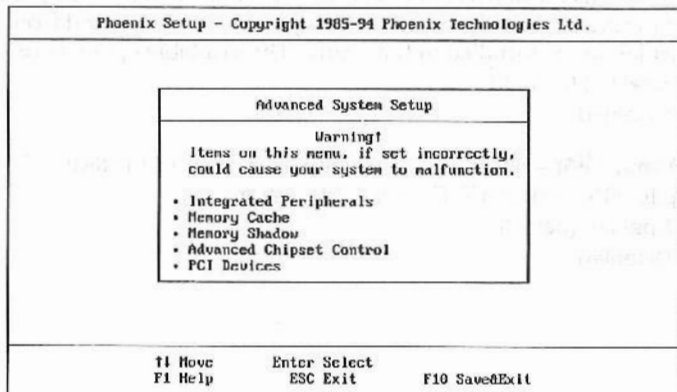 Phoenix Setup - Copyright 1985-94 Phoenix Technologies Ltd.
Advanced System Setup
Warning!
Items on this menu, if set incorrectly,
could cause your system to malfunction.
• Integrated Peripherals
• Memory Cache
• Memory Shadow
• Advanced Chipset Control
• PCI Devices
↑↓ Move Enter Select
F1 Help ESC Exit F10 Save&Exit